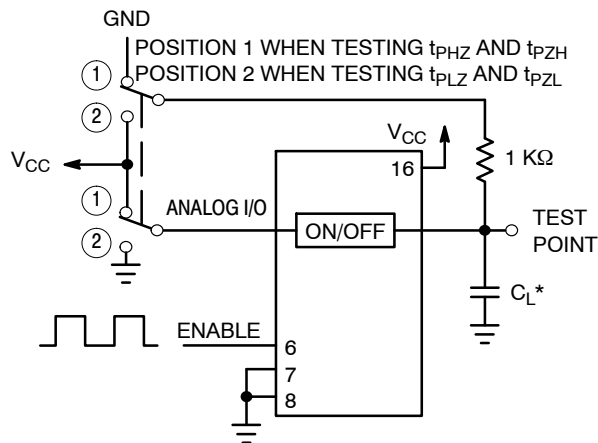 GND
POSITION 1 WHEN TESTING tPHZ AND tPZH
1 POSITION 2 WHEN TESTING tPLZ AND tPZL
2
VCC
VCC
16
1 KΩ
1
ANALOG I/O
ON/OFF
TEST
POINT
2
CL*
ENABLE
6
7
8